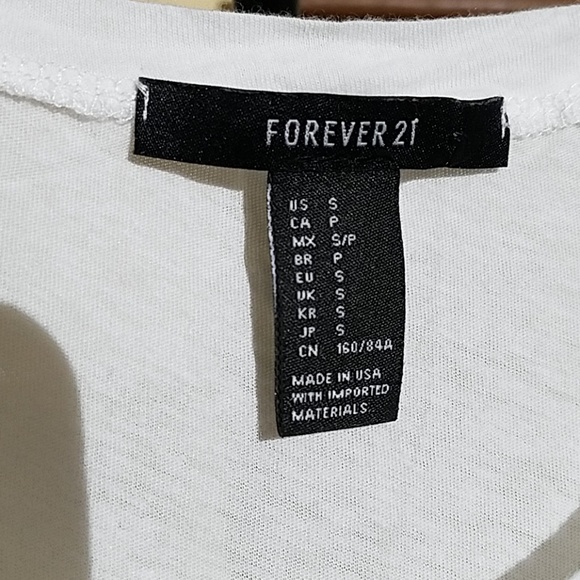 FOREVER 21
US S
CA P
MX S/P
BR P
EU S
UK S
KR S
JP S
CN 160/84A
MADE IN USA
WITH IMPORTED
MATERIALS